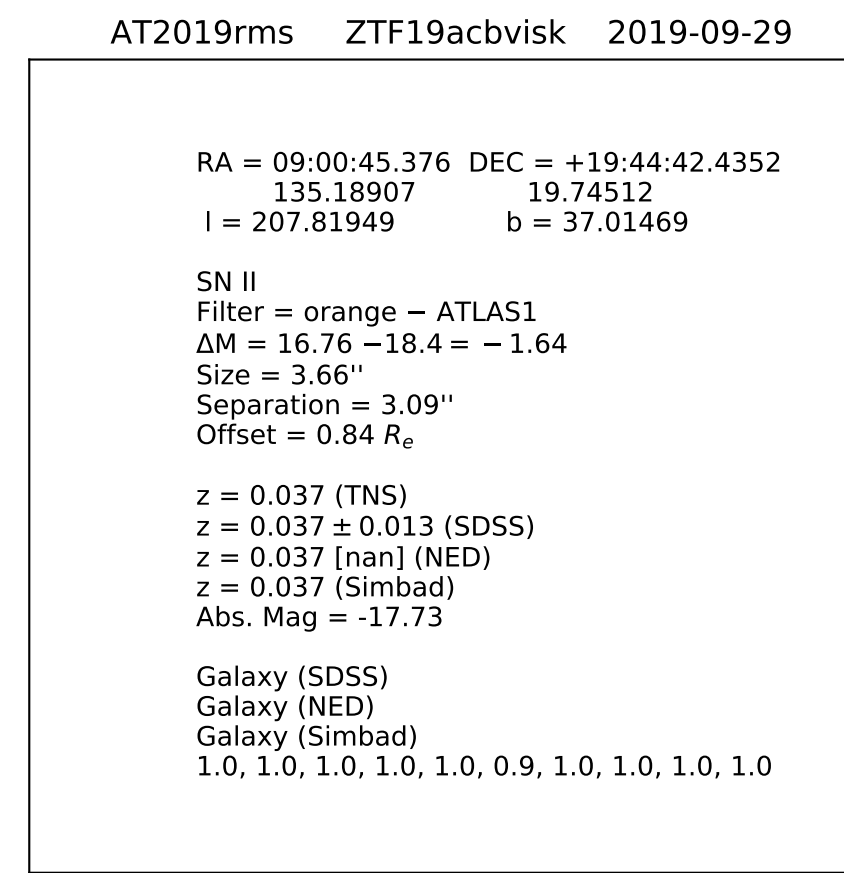 AT2019rms ZTF19acbvisk 2019-09-29
RA = 09:00:45.376 DEC = +19:44:42.4352
135.18907 19.74512
l = 207.81949 b = 37.01469
SN II
Filter = orange − ATLAS1
ΔM = 16.76 −18.4 = − 1.64
Size = 3.66''
Separation = 3.09''
Offset = 0.84 Rₑ
z = 0.037 (TNS)
z = 0.037 ± 0.013 (SDSS)
z = 0.037 [nan] (NED)
z = 0.037 (Simbad)
Abs. Mag = -17.73
Galaxy (SDSS)
Galaxy (NED)
Galaxy (Simbad)
1.0, 1.0, 1.0, 1.0, 1.0, 0.9, 1.0, 1.0, 1.0, 1.0